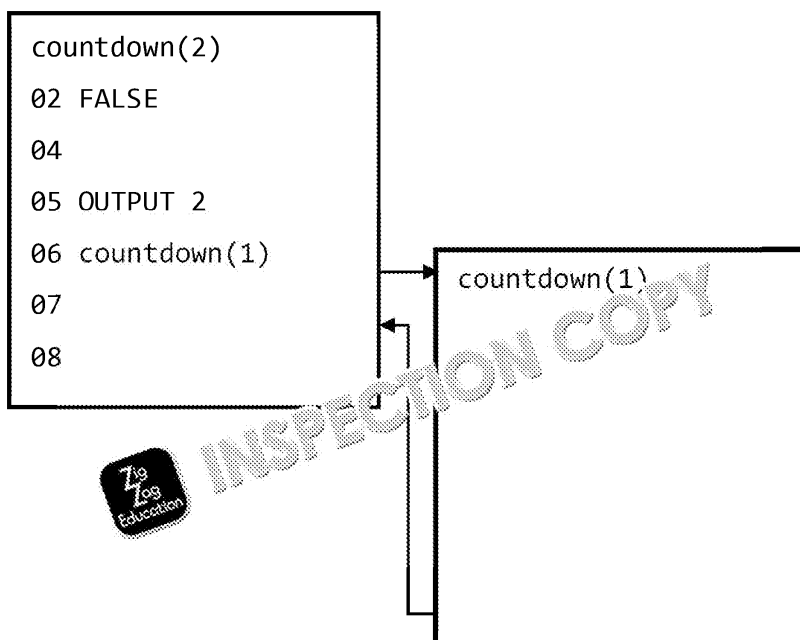 countdown(2)
02 FALSE
04
05 OUTPUT 2
06 countdown(1)
07
08
countdown(1)
INSPECTION COPY
Zig
Zag
Education